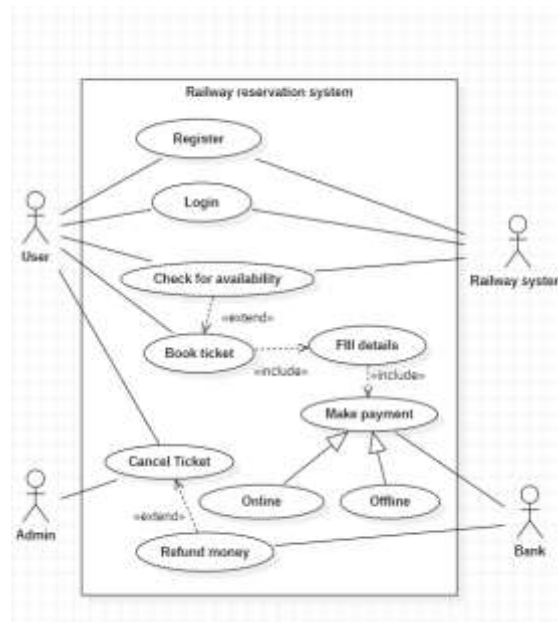 Railway reservation system
Register
Login
User
Check for availability
Railway system
«extend»
Book ticket
FIll details
«include»
«include»
Make payment
Cancel Ticket
Online
Offline
Admin
«extend»
Refund money
Bank